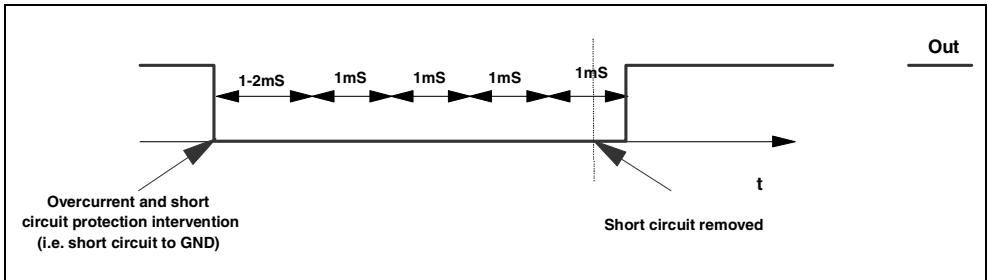 Out
1-2mS
1mS
1mS
1mS
1mS
t
Overcurrent and short
circuit protection intervention
(i.e. short circuit to GND)
Short circuit removed